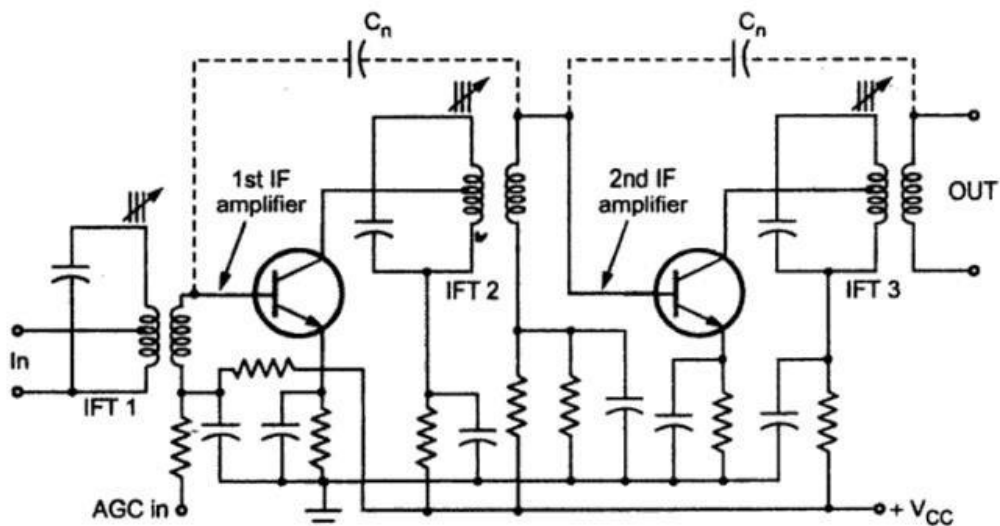 Cn
Cn
1st IF
amplifier
2nd IF
amplifier
OUT
IFT 2
IFT 3
In
IFT 1
AGC in
+ VCC